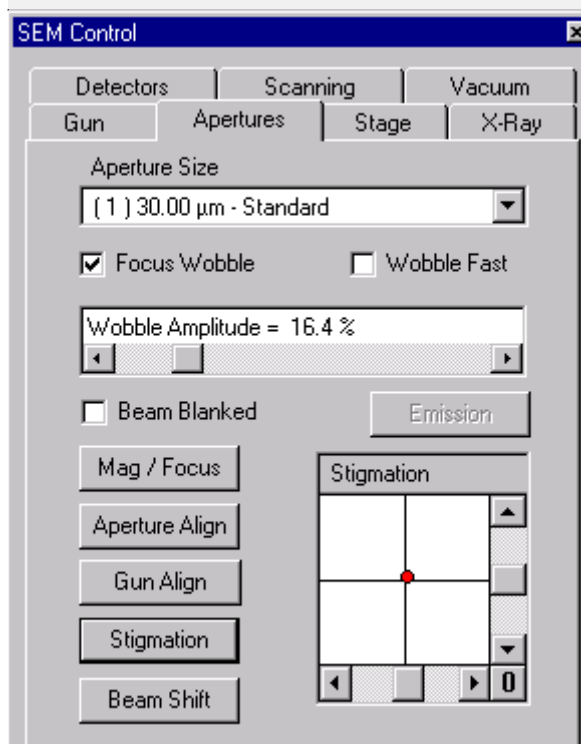 SEM Control
Detectors Scanning Vacuum
Gun Apertures Stage X-Ray
Aperture Size
( 1 ) 30.00 µm - Standard
Focus Wobble Wobble Fast
Wobble Amplitude = 16.4 %
Beam Blanked Emission
Mag / Focus
Stigmation
Aperture Align
Gun Align
Stigmation
Beam Shift
0